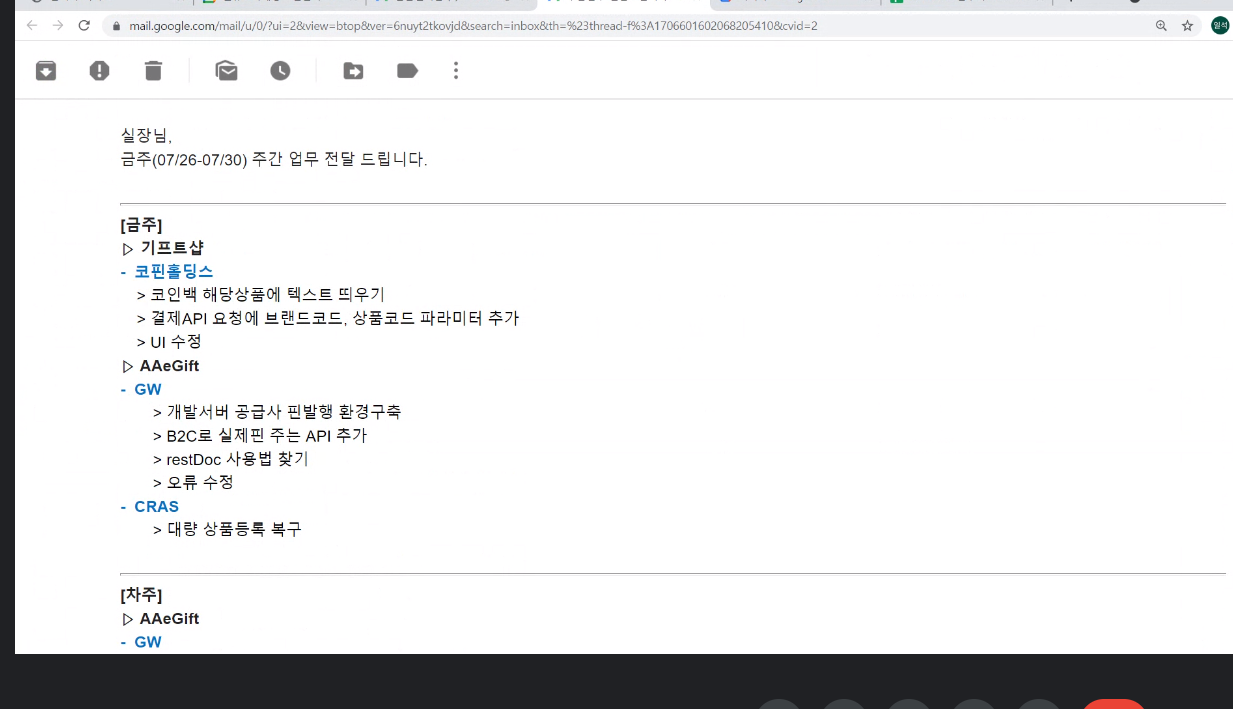 mail.google.com/mail/u/0/?ui=2&view=btop&ver=6nuyt2tkovjd&search=inbox&th=%23thread-f%3A1706601602068205410&cvid=2
일석
실장님,
금주(07/26-07/30) 주간 업무 전달 드립니다.
[금주]
▷ 기프트샵
- 코핀홀딩스
> 코인백 해당상품에 텍스트 띄우기
> 결제API 요청에 브랜드코드, 상품코드 파라미터 추가
> UI 수정
▷ AAeGift
- GW
> 개발서버 공급사 핀발행 환경구축
> B2C로 실제핀 주는 API 추가
> restDoc 사용법 찾기
> 오류 수정
- CRAS
> 대량 상품등록 복구
[차주]
▷ AAeGift
- GW